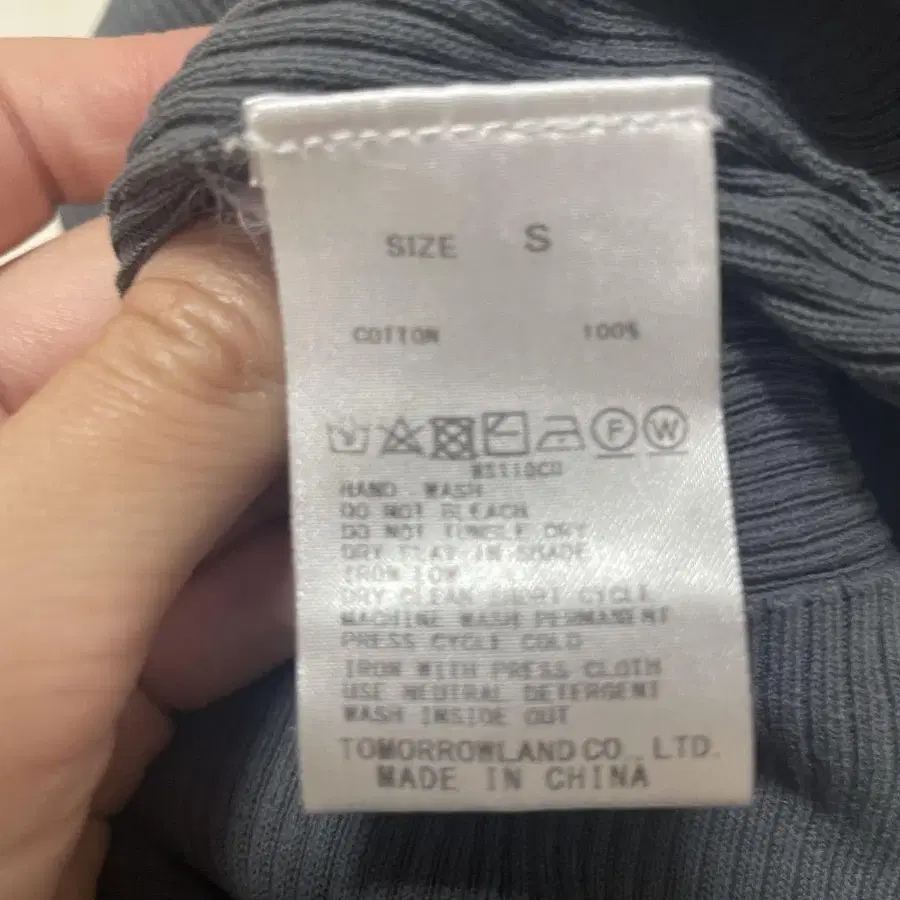 SIZE S
COTTON 100%
F W
HAND WASH
DO NOT BLEACH
DO NOT TUMBLE DRY
DRY FLAT IN SHADE
IRON LOW
DRY CLEAN SHORT CYCLE
MACHINE WASH PERMANENT
PRESS CYCLE COLD
IRON WITH PRESS CLOTH
USE NEUTRAL DETERGENT
WASH INSIDE OUT
TOMORROWLAND CO., LTD.
MADE IN CHINA